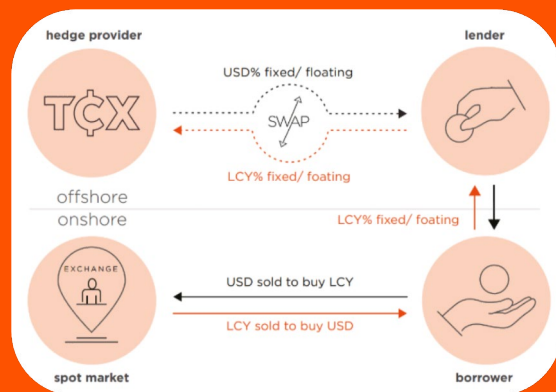 hedge provider
lender
USD% fixed/ floating
TCX
SWAP
LCY% fixed/ foating
offshore
onshore
LCY% fixed/ foating
EXCHANGE
USD sold to buy LCY
LCY sold to buy USD
spot market
borrower